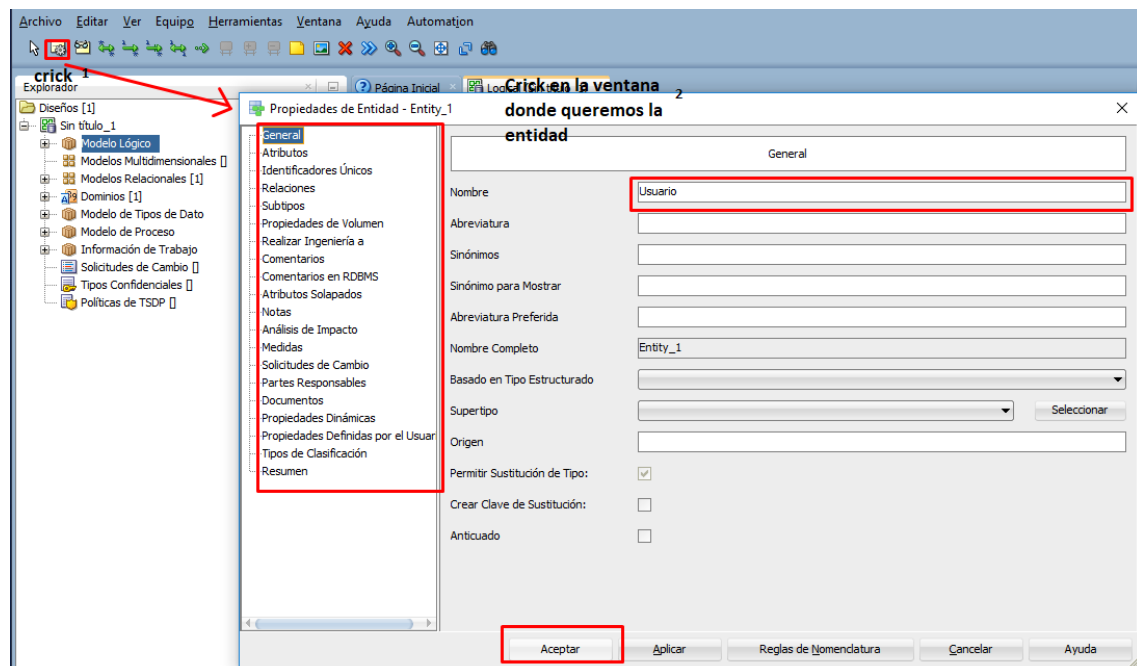 Archivo Editar Ver Equipo Herramientas Ventana Ayuda Automation
crick 1
Explorador
Página Inicial
Crick en la ventana 2
donde queremos la
entidad
Diseños [1]
Sin título_1
Modelo Lógico
Modelos Multidimensionales []
Modelos Relacionales [1]
Dominios [1]
Modelo de Tipos de Dato
Modelo de Proceso
Información de Trabajo
Solicitudes de Cambio []
Tipos Confidenciales []
Políticas de TSDP []
Propiedades de Entidad - Entity_1
General
Atributos
Identificadores Únicos
Relaciones
Subtipos
Propiedades de Volumen
Realizar Ingeniería a
Comentarios
Comentarios en RDBMS
Atributos Solapados
Notas
Análisis de Impacto
Medidas
Solicitudes de Cambio
Partes Responsables
Documentos
Propiedades Dinámicas
Propiedades Definidas por el Usuar
Tipos de Clasificación
Resumen
General
Nombre Usuario
Abreviatura
Sinónimos
Sinónimo para Mostrar
Abreviatura Preferida
Nombre Completo Entity_1
Basado en Tipo Estructurado
Supertipo Seleccionar
Origen
Permitir Sustitución de Tipo:
Crear Clave de Sustitución:
Anticuado
Aceptar Aplicar Reglas de Nomenclatura Cancelar Ayuda